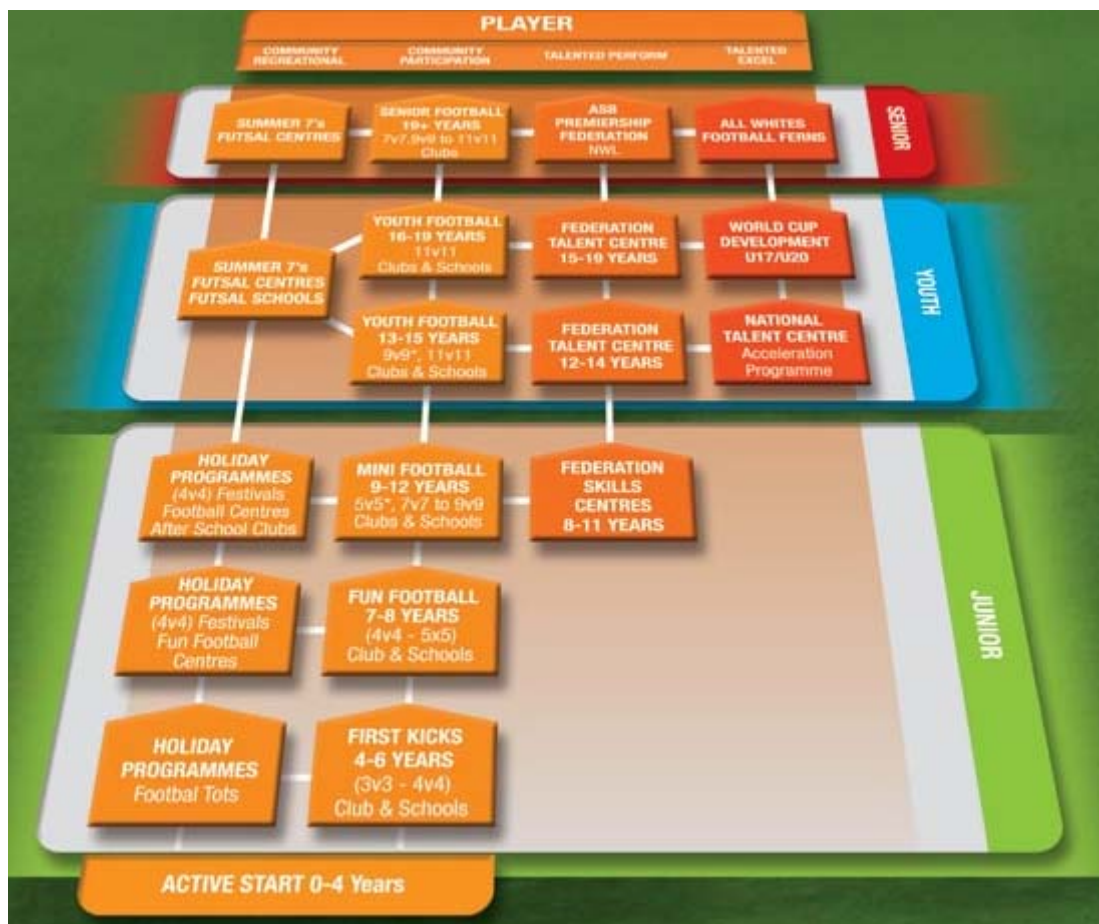 PLAYER
COMMUNITY
RECREATIONAL
COMMUNITY
PARTICIPATION
TALENTED PERFORM
TALENTED
EXCEL
SUMMER 7's
FUTSAL CENTRES
SENIOR FOOTBALL
19+ YEARS
7v7.9v9 to 11v11
Clubs
ASB
PREMIERSHIP
FEDERATION
NWL
ALL WHITES
FOOTBALL FERNS
SENIOR
SUMMER 7's
FUTSAL CENTRES
FUTSAL SCHOOLS
YOUTH FOOTBALL
16-19 YEARS
11v11
Clubs & Schools
FEDERATION
TALENT CENTRE
15-19 YEARS
WORLD CUP
DEVELOPMENT
U17/U20
YOUTH FOOTBALL
13-15 YEARS
9v9*, 11v11
Clubs & Schools
FEDERATION
TALENT CENTRE
12-14 YEARS
NATIONAL
TALENT CENTRE
Acceleration
Programme
YOUTH
HOLIDAY
PROGRAMMES
(4v4) Festivals
Football Centres
After School Clubs
MINI FOOTBALL
9-12 YEARS
5v5*, 7v7 to 9v9
Clubs & Schools
FEDERATION
SKILLS
CENTRES
8-11 YEARS
HOLIDAY
PROGRAMMES
(4v4) Festivals
Fun Football
Centres
FUN FOOTBALL
7-8 YEARS
(4v4 - 5x5)
Club & Schools
HOLIDAY
PROGRAMMES
Footbal Tots
FIRST KICKS
4-6 YEARS
(3v3 - 4v4)
Club & Schools
JUNIOR
ACTIVE START 0-4 Years